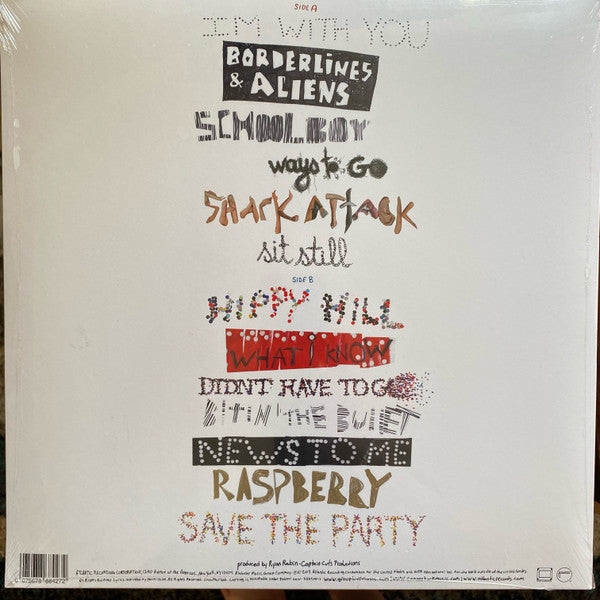 SIDE A
I'M WITH YOU
BORDERLINES
& ALIENS
SCHOOLBOY
ways to GO
SHARK ATTACK
sit still
SIDE B
HIPPY HILL
WHAT I KNOW
DIDN'T HAVE TO GO
BITIN' THE BULLET
NEWS TO ME
RASPBERRY
SAVE THE PARTY
produced by Ryan Rabin - Captain Cuts Productions